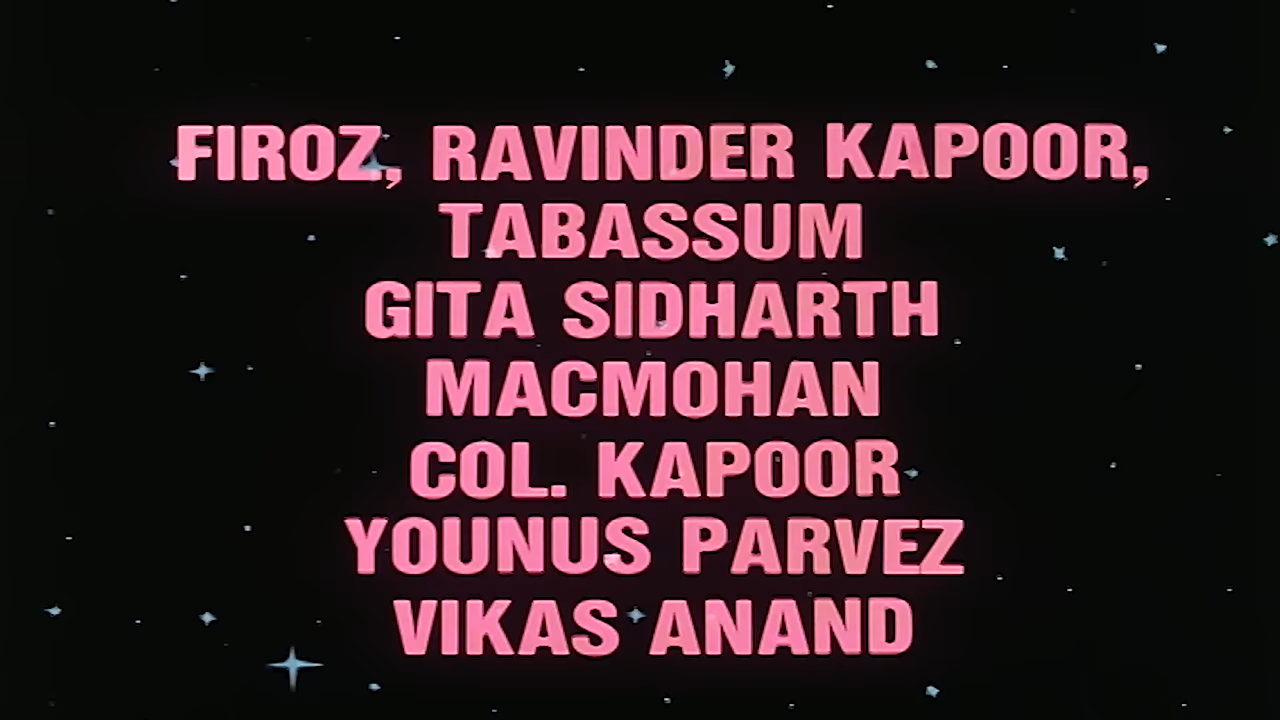 FIROZ, RAVINDER KAPOOR,
TABASSUM
GITA SIDHARTH
MACMOHAN
COL. KAPOOR
YOUNUS PARVEZ
VIKAS ANAND